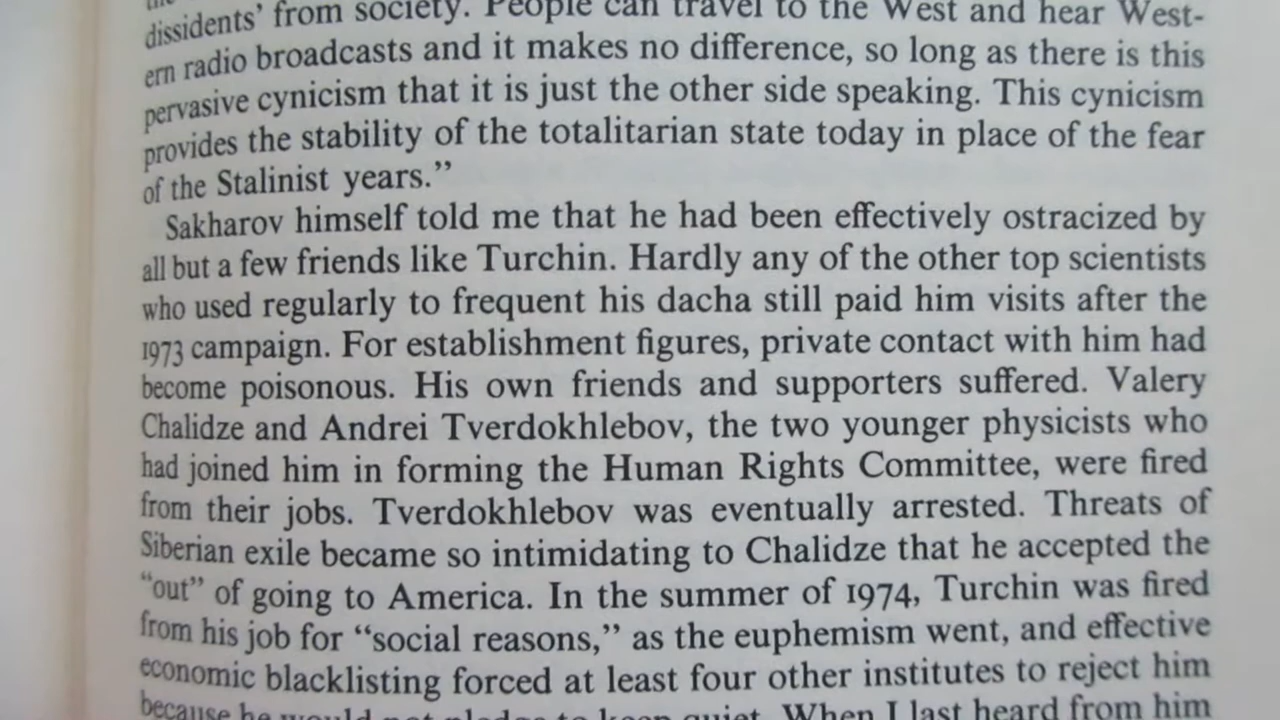 dissidents' from society. People can travel to the West and hear West-
ern radio broadcasts and it makes no difference, so long as there is this
pervasive cynicism that it is just the other side speaking. This cynicism
provides the stability of the totalitarian state today in place of the fear
of the Stalinist years.”
Sakharov himself told me that he had been effectively ostracized by
all but a few friends like Turchin. Hardly any of the other top scientists
who used regularly to frequent his dacha still paid him visits after the
1973 campaign. For establishment figures, private contact with him had
become poisonous. His own friends and supporters suffered. Valery
Chalidze and Andrei Tverdokhlebov, the two younger physicists who
had joined him in forming the Human Rights Committee, were fired
from their jobs. Tverdokhlebov was eventually arrested. Threats of
Siberian exile became so intimidating to Chalidze that he accepted the
“out” of going to America. In the summer of 1974, Turchin was fired
from his job for “social reasons,” as the euphemism went, and effective
economic blacklisting forced at least four other institutes to reject him
because he would not pledge to keep quiet. When I last heard from him